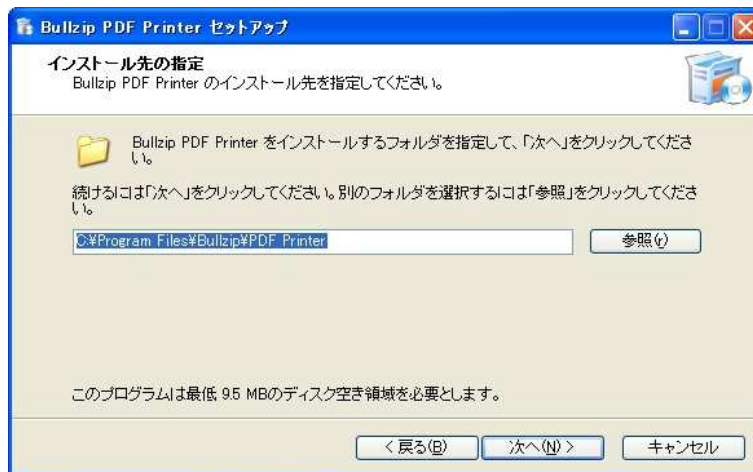 Bullzip PDF Printer セットアップ
インストール先の指定
Bullzip PDF Printer のインストール先を指定してください。
Bullzip PDF Printer をインストールするフォルダを指定して、「次へ」をクリックしてくださ
い。
続けるには「次へ」をクリックしてください。別のフォルダを選択するには「参照」をクリックしてくださ
い。
C:¥Program Files¥Bullzip¥PDF Printer
参照(r)
このプログラムは最低 9.5 MBのディスク空き領域を必要とします。
< 戻る(B)
次へ(N) >
キャンセル